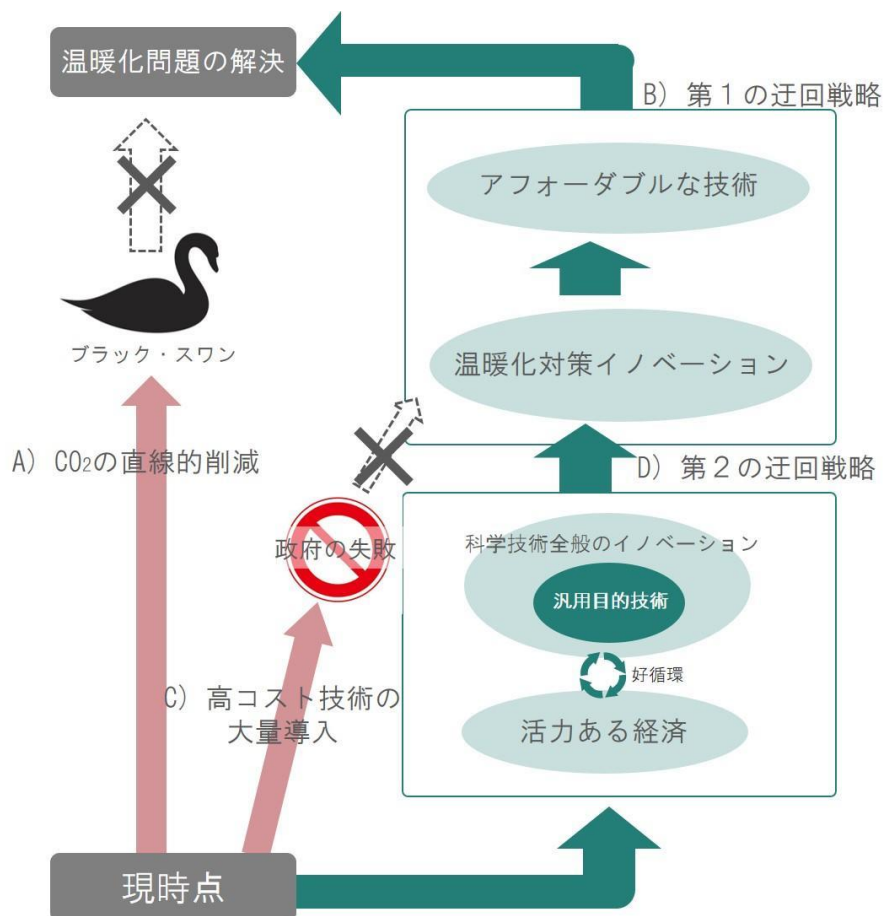 温暖化問題の解決
B) 第1の迂回戦略
アフォーダブルな技術
ブラック・スワン
温暖化対策イノベーション
A) CO₂の直線的削減
D) 第2の迂回戦略
政府の失敗
科学技術全般のイノベーション
汎用目的技術
好循環
C) 高コスト技術の
大量導入
活力ある経済
現時点